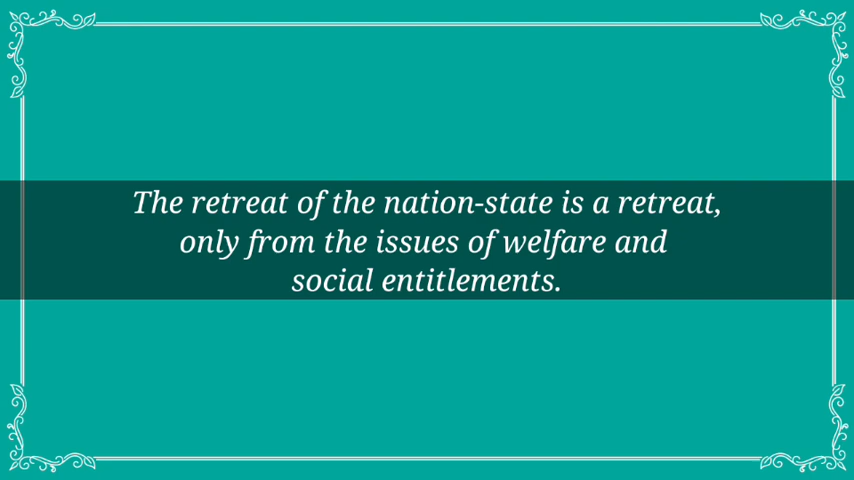 The retreat of the nation-state is a retreat,
only from the issues of welfare and
social entitlements.